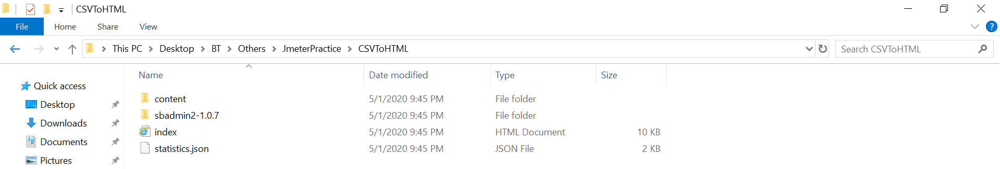 CSVToHTML
File Home Share View ?
This PC Desktop BT Others JmeterPractice CSVToHTML Search CSVToHTML
Name Date modified Type Size
Quick access
Desktop
Downloads
Documents
Pictures
content 5/1/2020 9:45 PM File folder
sbadmin2-1.0.7 5/1/2020 9:45 PM File folder
index 5/1/2020 9:45 PM HTML Document 10 KB
statistics.json 5/1/2020 9:45 PM JSON File 2 KB